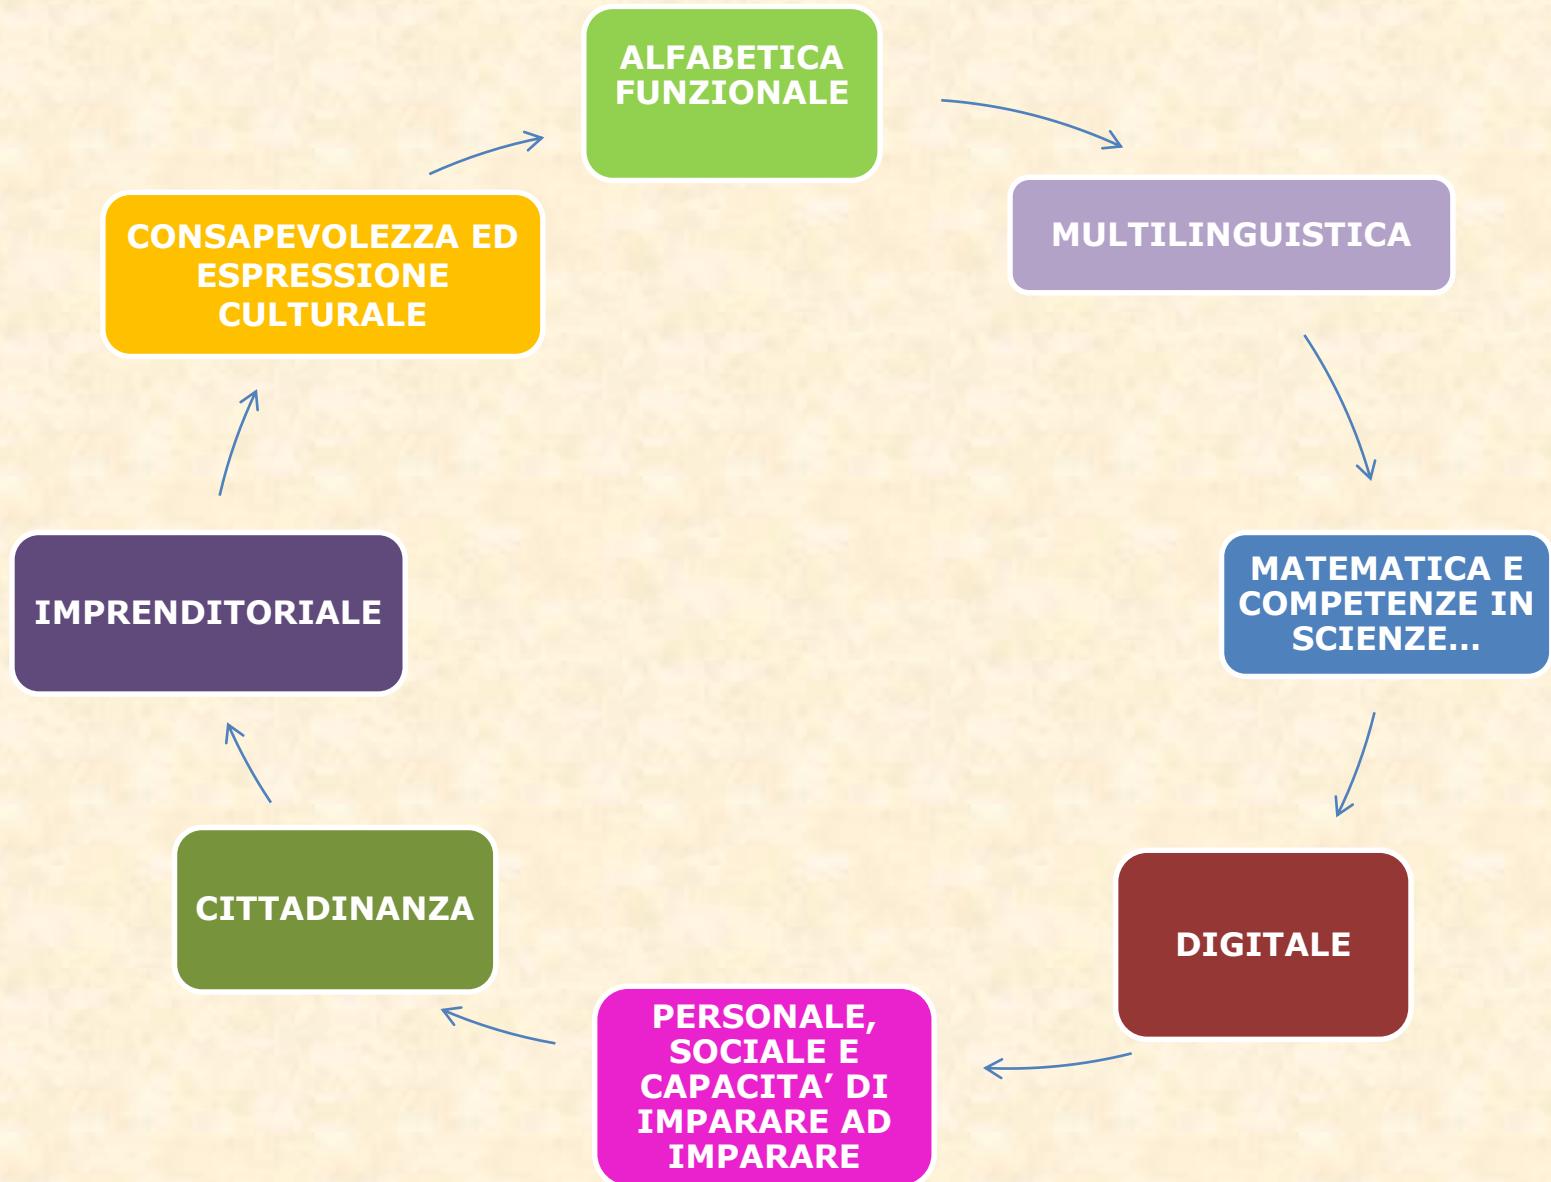 ALFABETICA
FUNZIONALE
MULTILINGUISTICA
MATEMATICA E
COMPETENZE IN
SCIENZE…
DIGITALE
PERSONALE,
SOCIALE E
CAPACITA’ DI
IMPARARE AD
IMPARARE
CITTADINANZA
IMPRENDITORIALE
CONSAPEVOLEZZA ED
ESPRESSIONE
CULTURALE